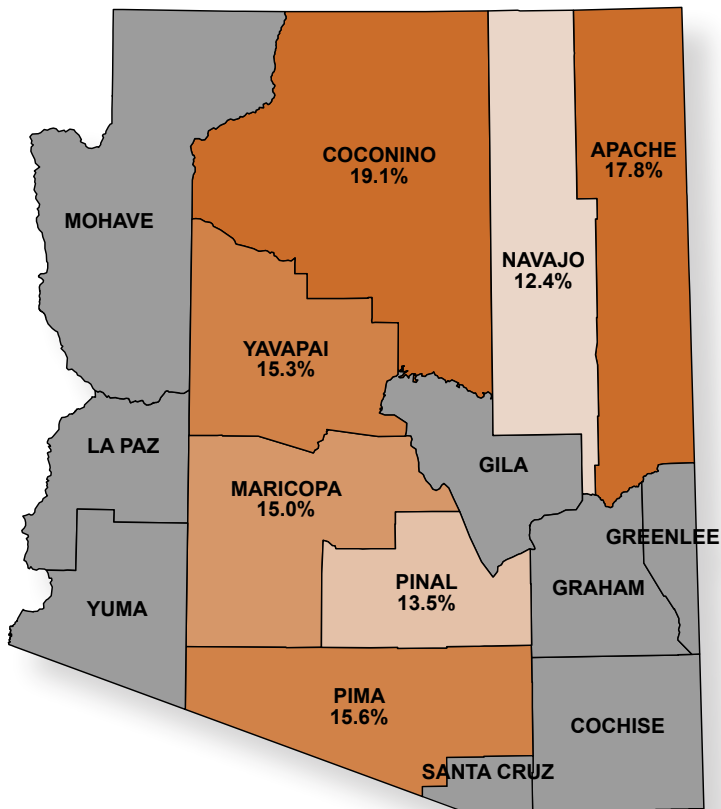 COCONINO
19.1%
APACHE
17.8%
MOHAVE
NAVAJO
12.4%
YAVAPAI
15.3%
LA PAZ
GILA
MARICOPA
15.0%
GREENLEE
PINAL
13.5%
GRAHAM
YUMA
PIMA
15.6%
COCHISE
SANTA CRUZ